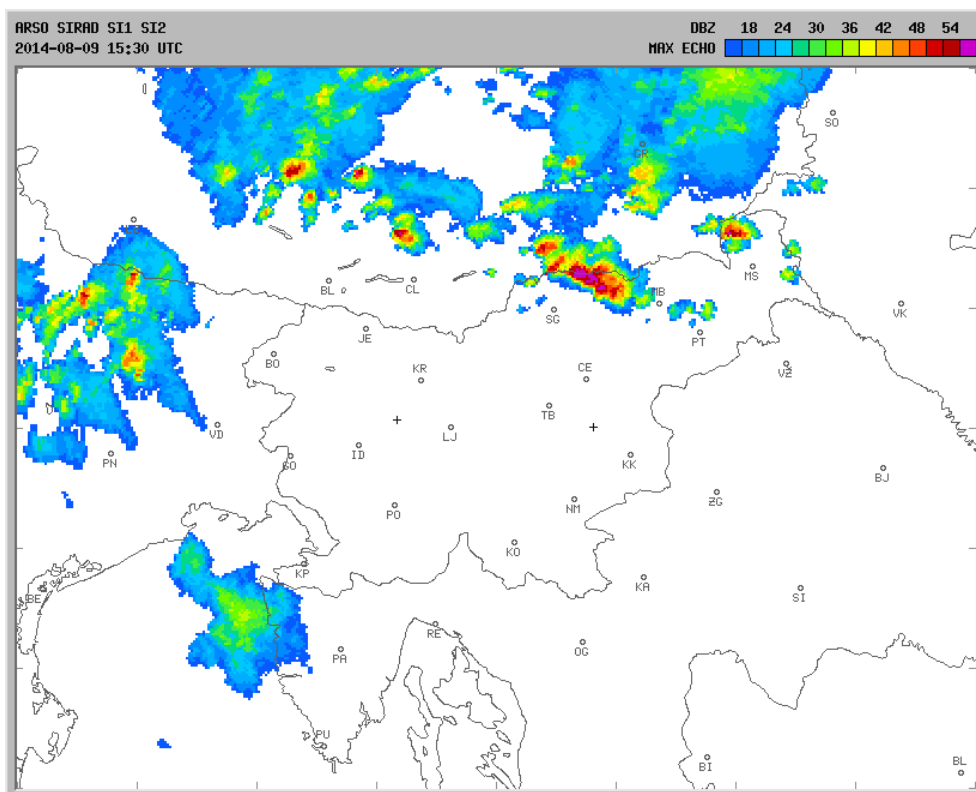 ARSO SIRAD SI1 SI2
DBZ 18 24 30 36 42 48 54
2014-08-09 15:30 UTC
MAX ECHO
SO
GR
MS
BL
CL
MB
VK
SG
JE
PT
BO
KR
CE
VŽ
TB
VD
LJ
ID
GO
KK
PN
BJ
ZG
PO
NM
KO
KP
KA
BE
SI
RE
OG
PA
PU
BI
BL